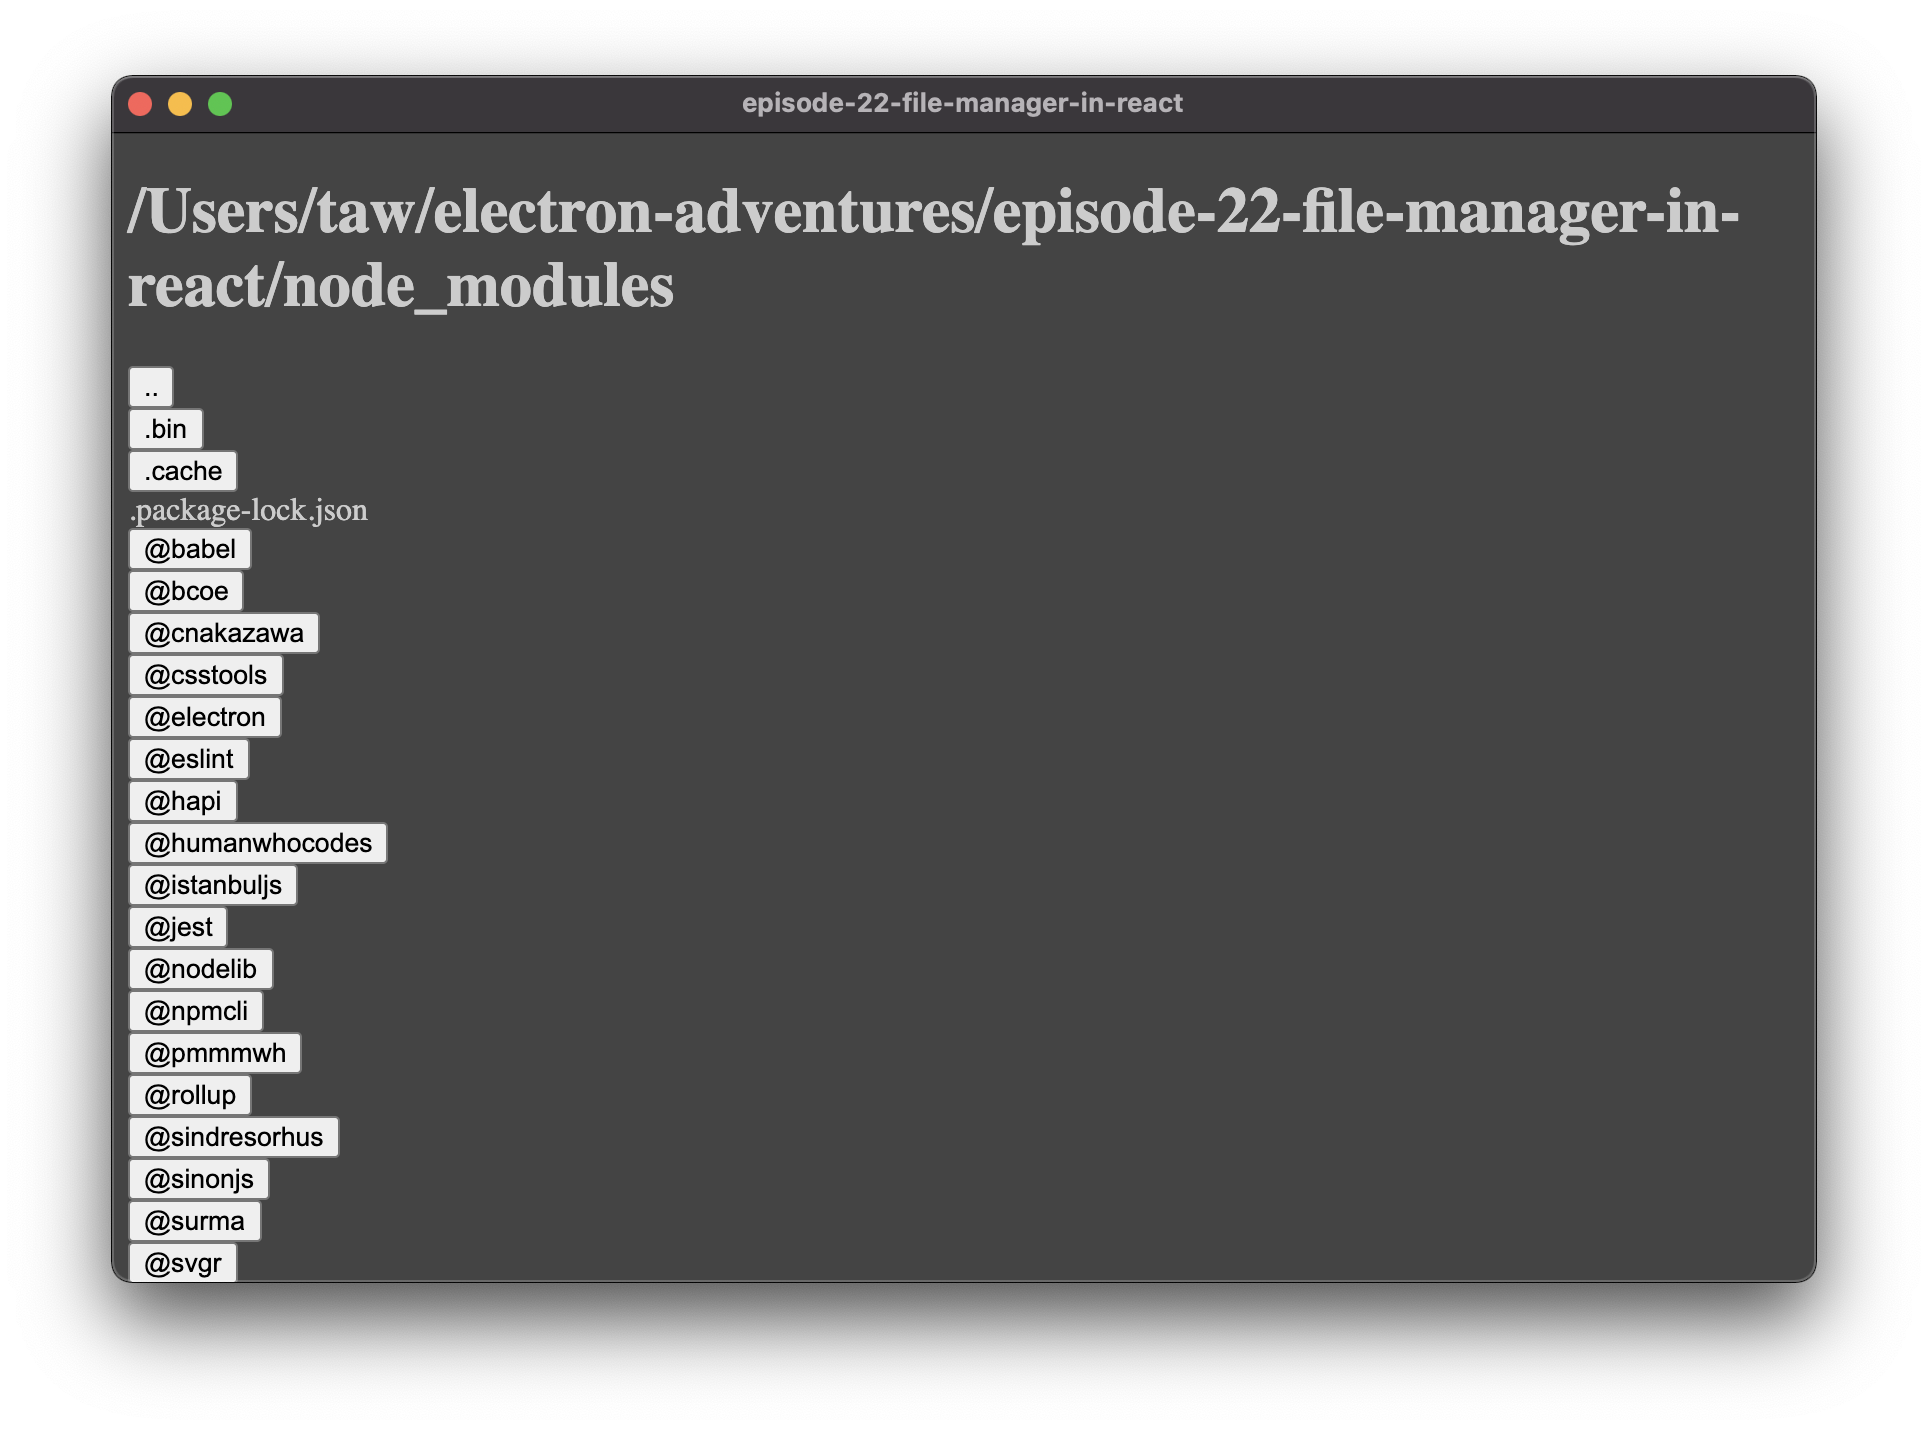 episode-22-file-manager-in-react
/Users/taw/electron-adventures/episode-22-file-manager-in-
react/node_modules
..
.bin
.cache
.package-lock.json
@babel
@bcoe
@cnakazawa
@csstools
@electron
@eslint
@hapi
@humanwhocodes
@istanbuljs
@jest
@nodelib
@npmcli
@pmmmwh
@rollup
@sindresorhus
@sinonjs
@surma
@svgr